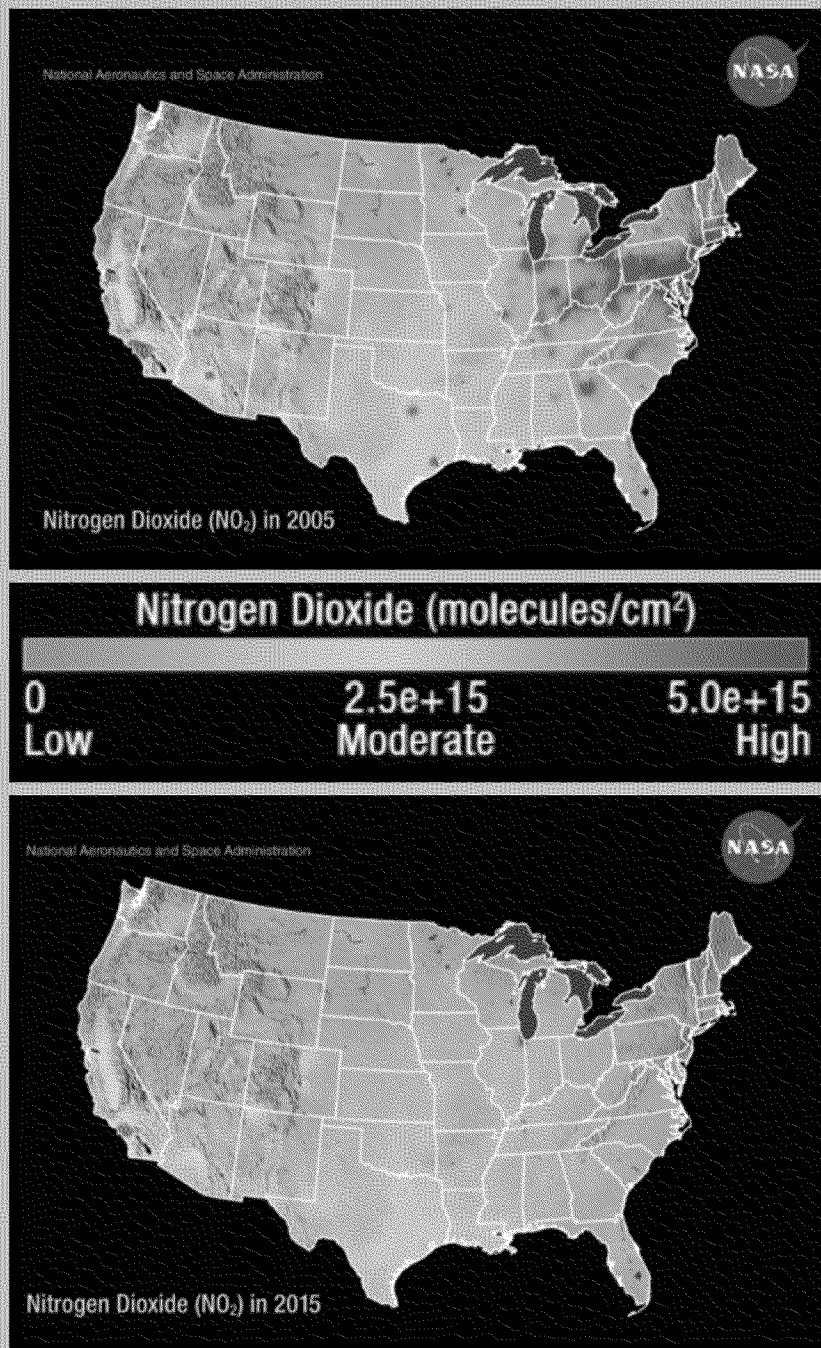 National Aeronautics and Space Administration
NASA
Nitrogen Dioxide (NO₂) in 2005
Nitrogen Dioxide (molecules/cm²)
0 2.5e+15 5.0e+15
Low Moderate High
National Aeronautics and Space Administration
NASA
Nitrogen Dioxide (NO₂) in 2015